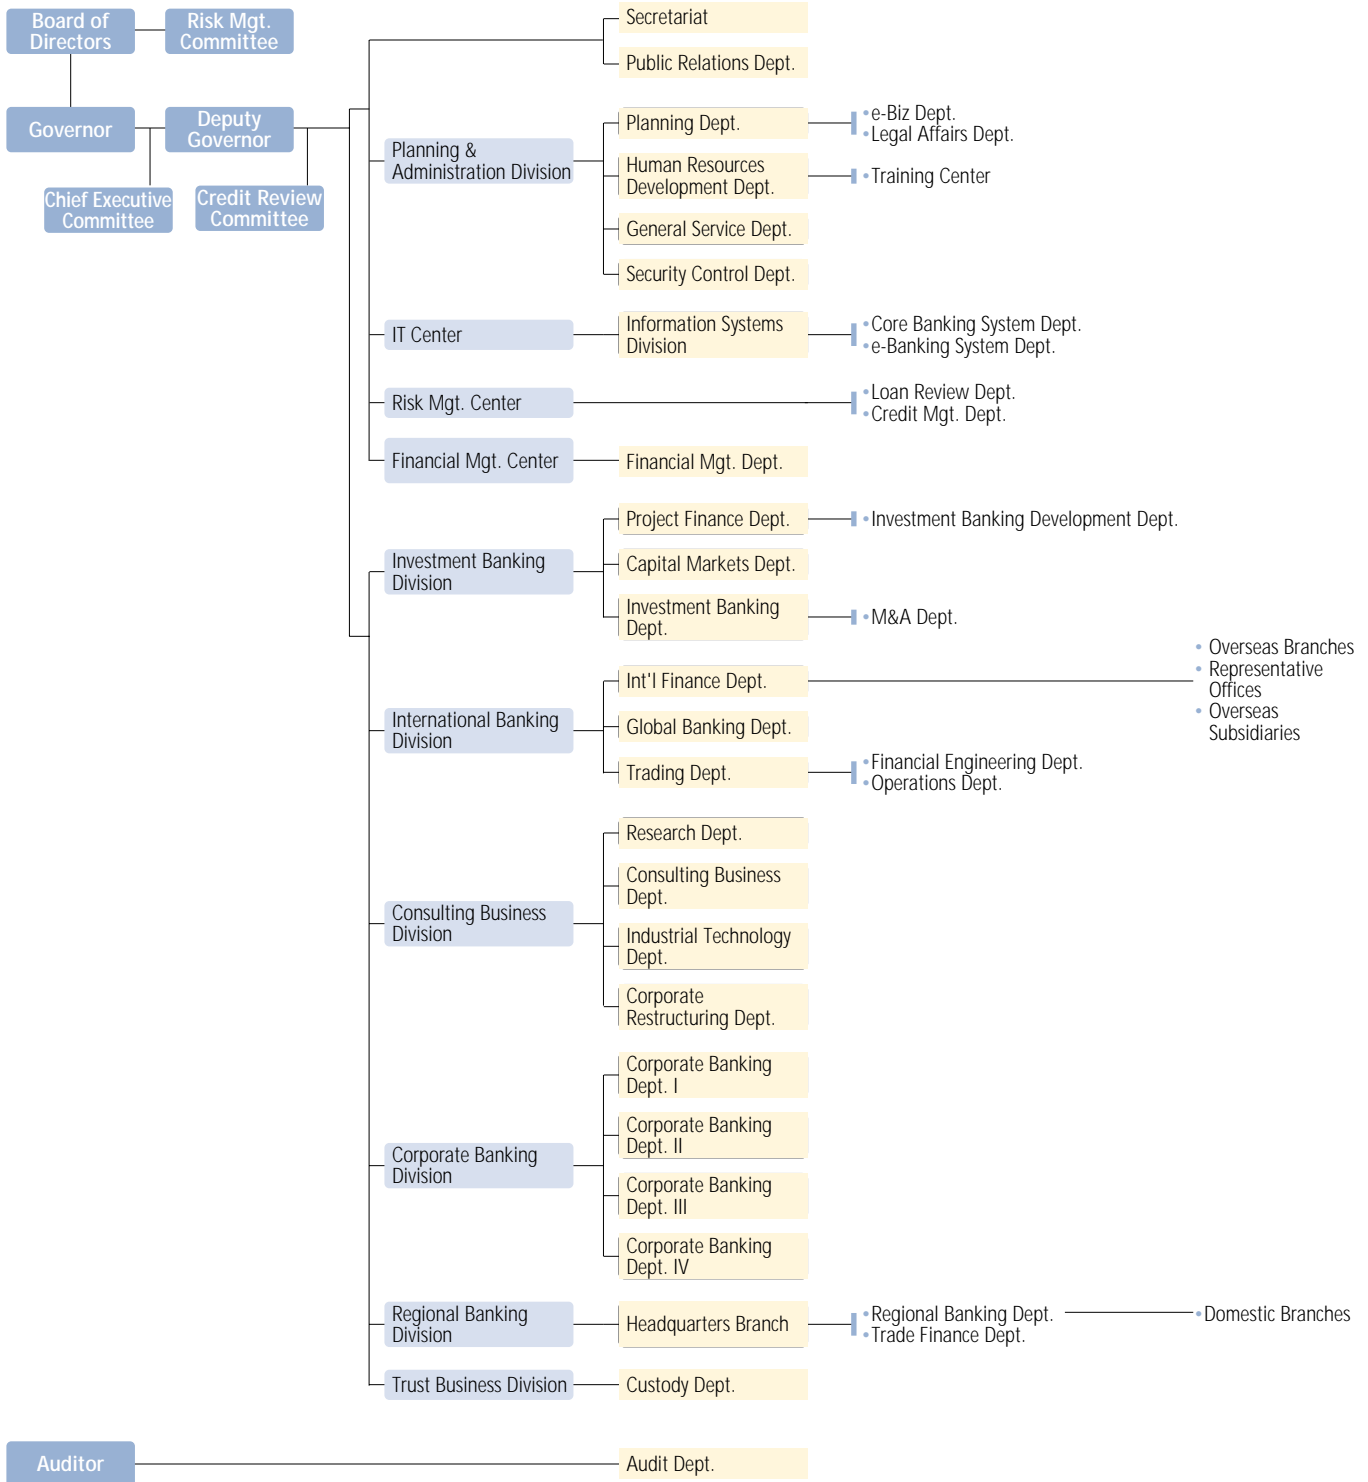 Board of
Directors
Risk Mgt.
Committee
Governor
Deputy
Governor
Chief Executive
Committee
Credit Review
Committee
Secretariat
Public Relations Dept.
Planning &
Administration Division
Planning Dept.
•e-Biz Dept.
•Legal Affairs Dept.
Human Resources
Development Dept.
•Training Center
General Service Dept.
Security Control Dept.
IT Center
Information Systems
Division
•Core Banking System Dept.
•e-Banking System Dept.
Risk Mgt. Center
•Loan Review Dept.
•Credit Mgt. Dept.
Financial Mgt. Center
Financial Mgt. Dept.
Investment Banking
Division
Project Finance Dept.
•Investment Banking Development Dept.
Capital Markets Dept.
Investment Banking
Dept.
•M&A Dept.
International Banking
Division
Int'l Finance Dept.
• Overseas Branches
• Representative
Offices
• Overseas
Subsidiaries
Global Banking Dept.
Trading Dept.
•Financial Engineering Dept.
•Operations Dept.
Consulting Business
Division
Research Dept.
Consulting Business
Dept.
Industrial Technology
Dept.
Corporate
Restructuring Dept.
Corporate Banking
Division
Corporate Banking
Dept. I
Corporate Banking
Dept. II
Corporate Banking
Dept. III
Corporate Banking
Dept. IV
Regional Banking
Division
Headquarters Branch
•Regional Banking Dept.
•Trade Finance Dept.
•Domestic Branches
Trust Business Division
Custody Dept.
Auditor
Audit Dept.